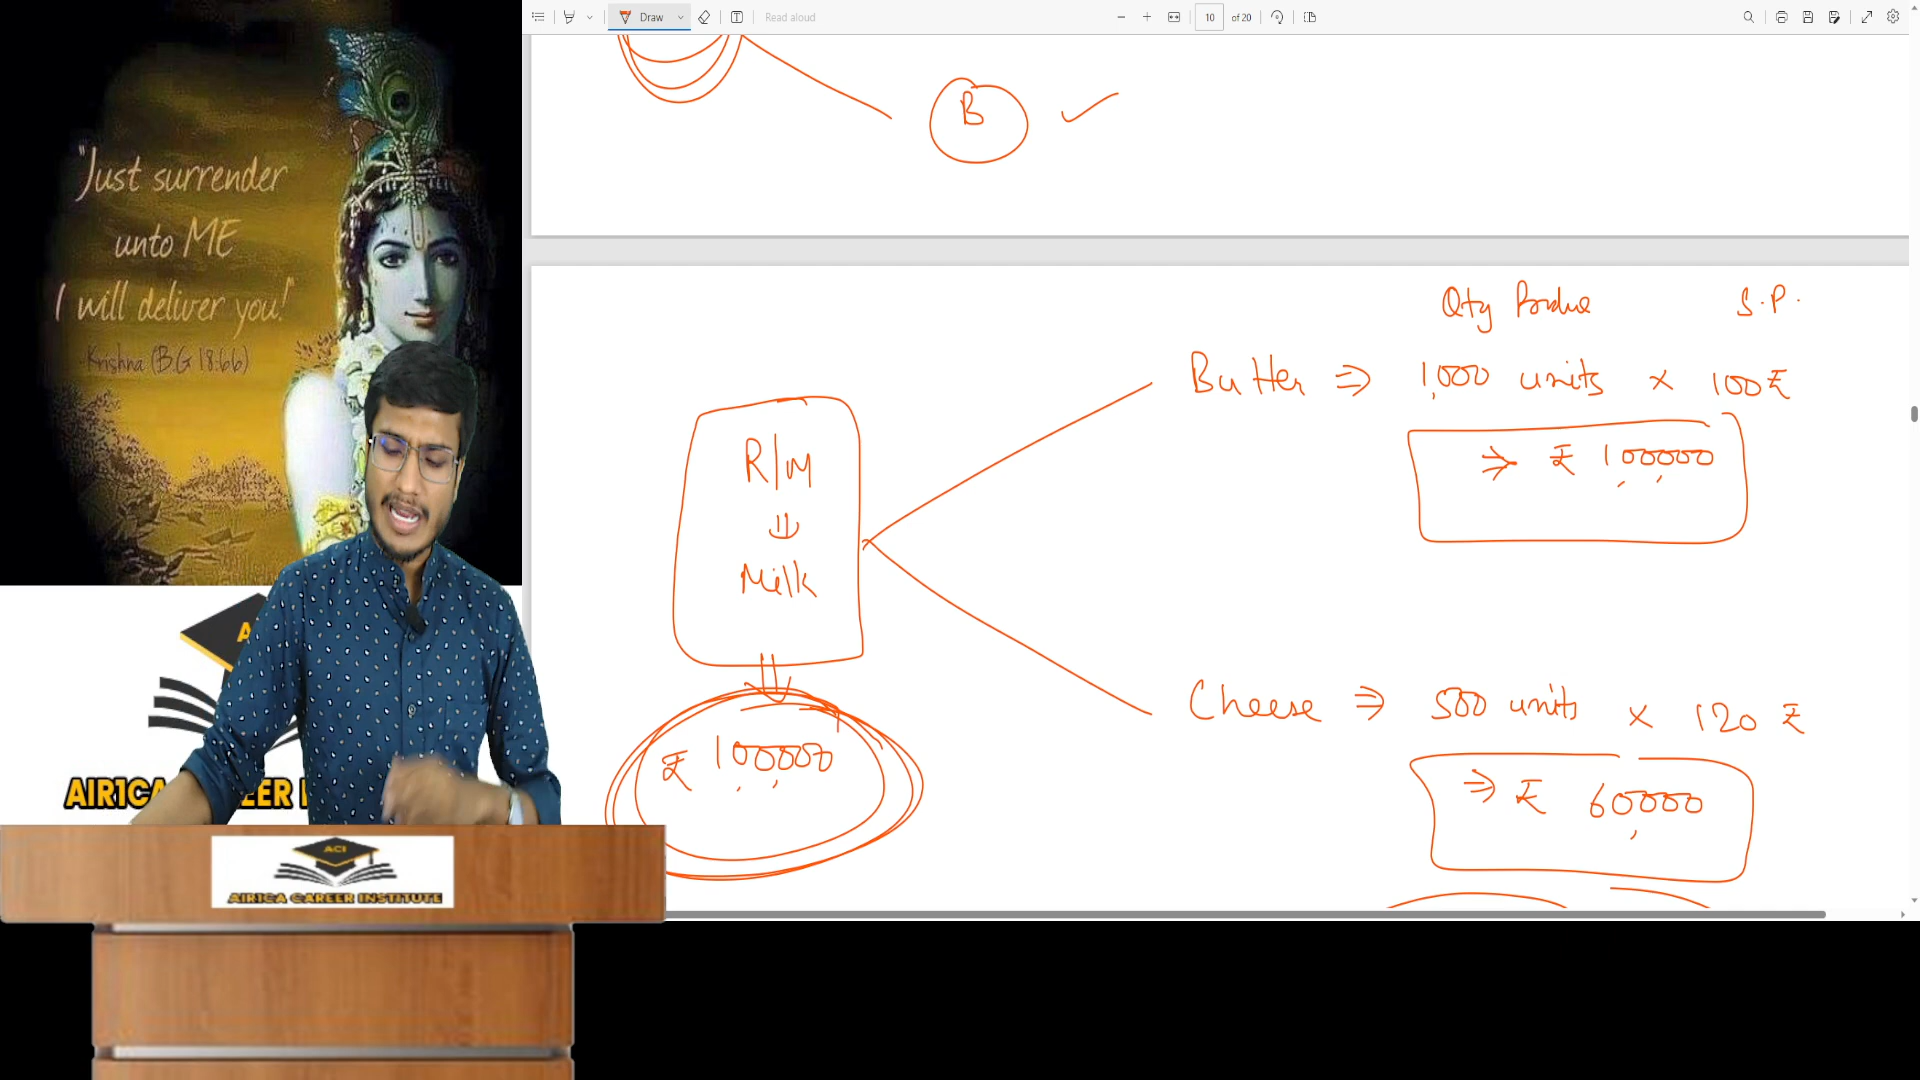 Draw
Read aloud
10
of 20
"Just surrender
unto ME
I will deliver you!"
-Krishna (B.G 18:66)
B
Qty Produce
S.P.
Butter ⇒ 1,000 units × 100 ₹
⇒ ₹ 1,00,000
R/M
⇓
Milk
₹ 1,00,000
Cheese ⇒ 500 units × 120 ₹
⇒ ₹ 60,000
ACI
AIR1CA CAREER INSTITUTE